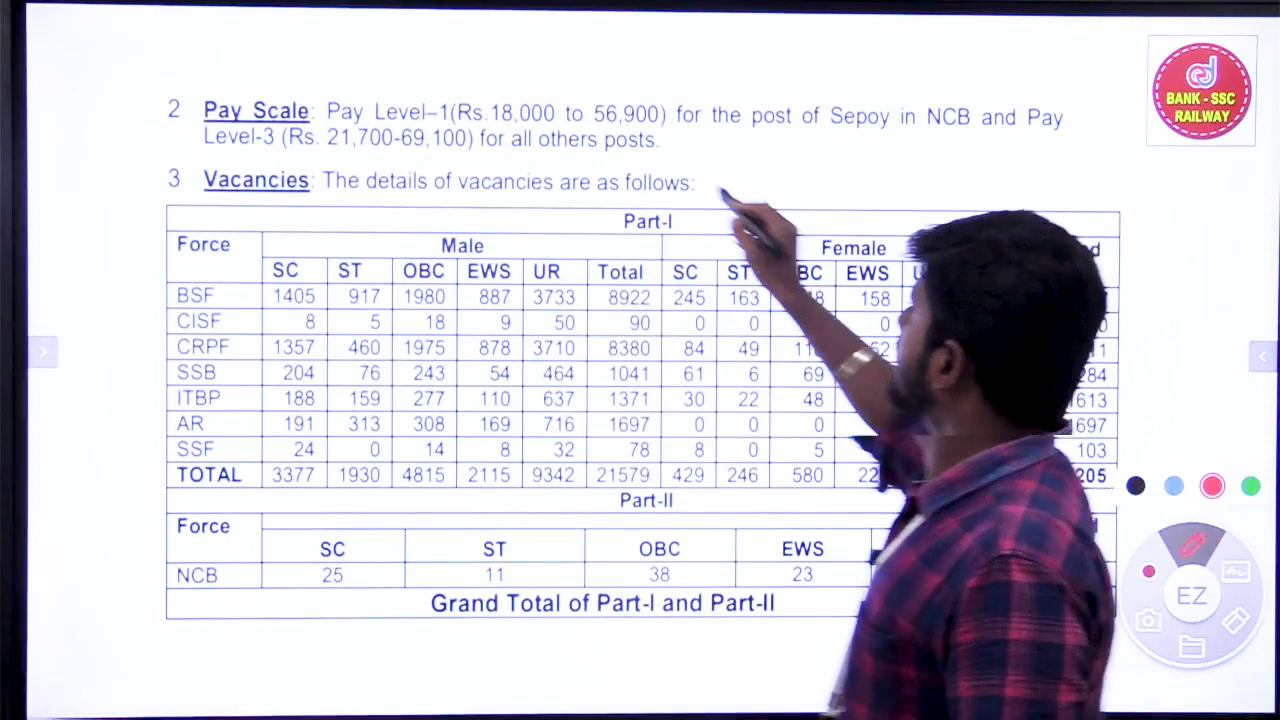 BANK - SSC
RAILWAY
2 Pay Scale: Pay Level–1(Rs.18,000 to 56,900) for the post of Sepoy in NCB and Pay
Level-3 (Rs. 21,700-69,100) for all others posts.
3 Vacancies: The details of vacancies are as follows:
Part-I
Force Male Female
SC ST OBC EWS UR Total SC ST EWS
BSF 1405 917 1980 887 3733 8922 245 163 158
CISF 8 5 18 9 50 90 0 0 0
CRPF 1357 460 1975 878 3710 8380 84 49
SSB 204 76 243 54 464 1041 61 6 69 284
ITBP 188 159 277 110 637 1371 30 22 48 1613
AR 191 313 308 169 716 1697 0 0 0 1697
SSF 24 0 14 8 32 78 8 0 5 103
TOTAL 3377 1930 4815 2115 9342 21579 429 246 580
Part-II
Force
SC ST OBC EWS
NCB 25 11 38 23
Grand Total of Part-I and Part-II
EZ